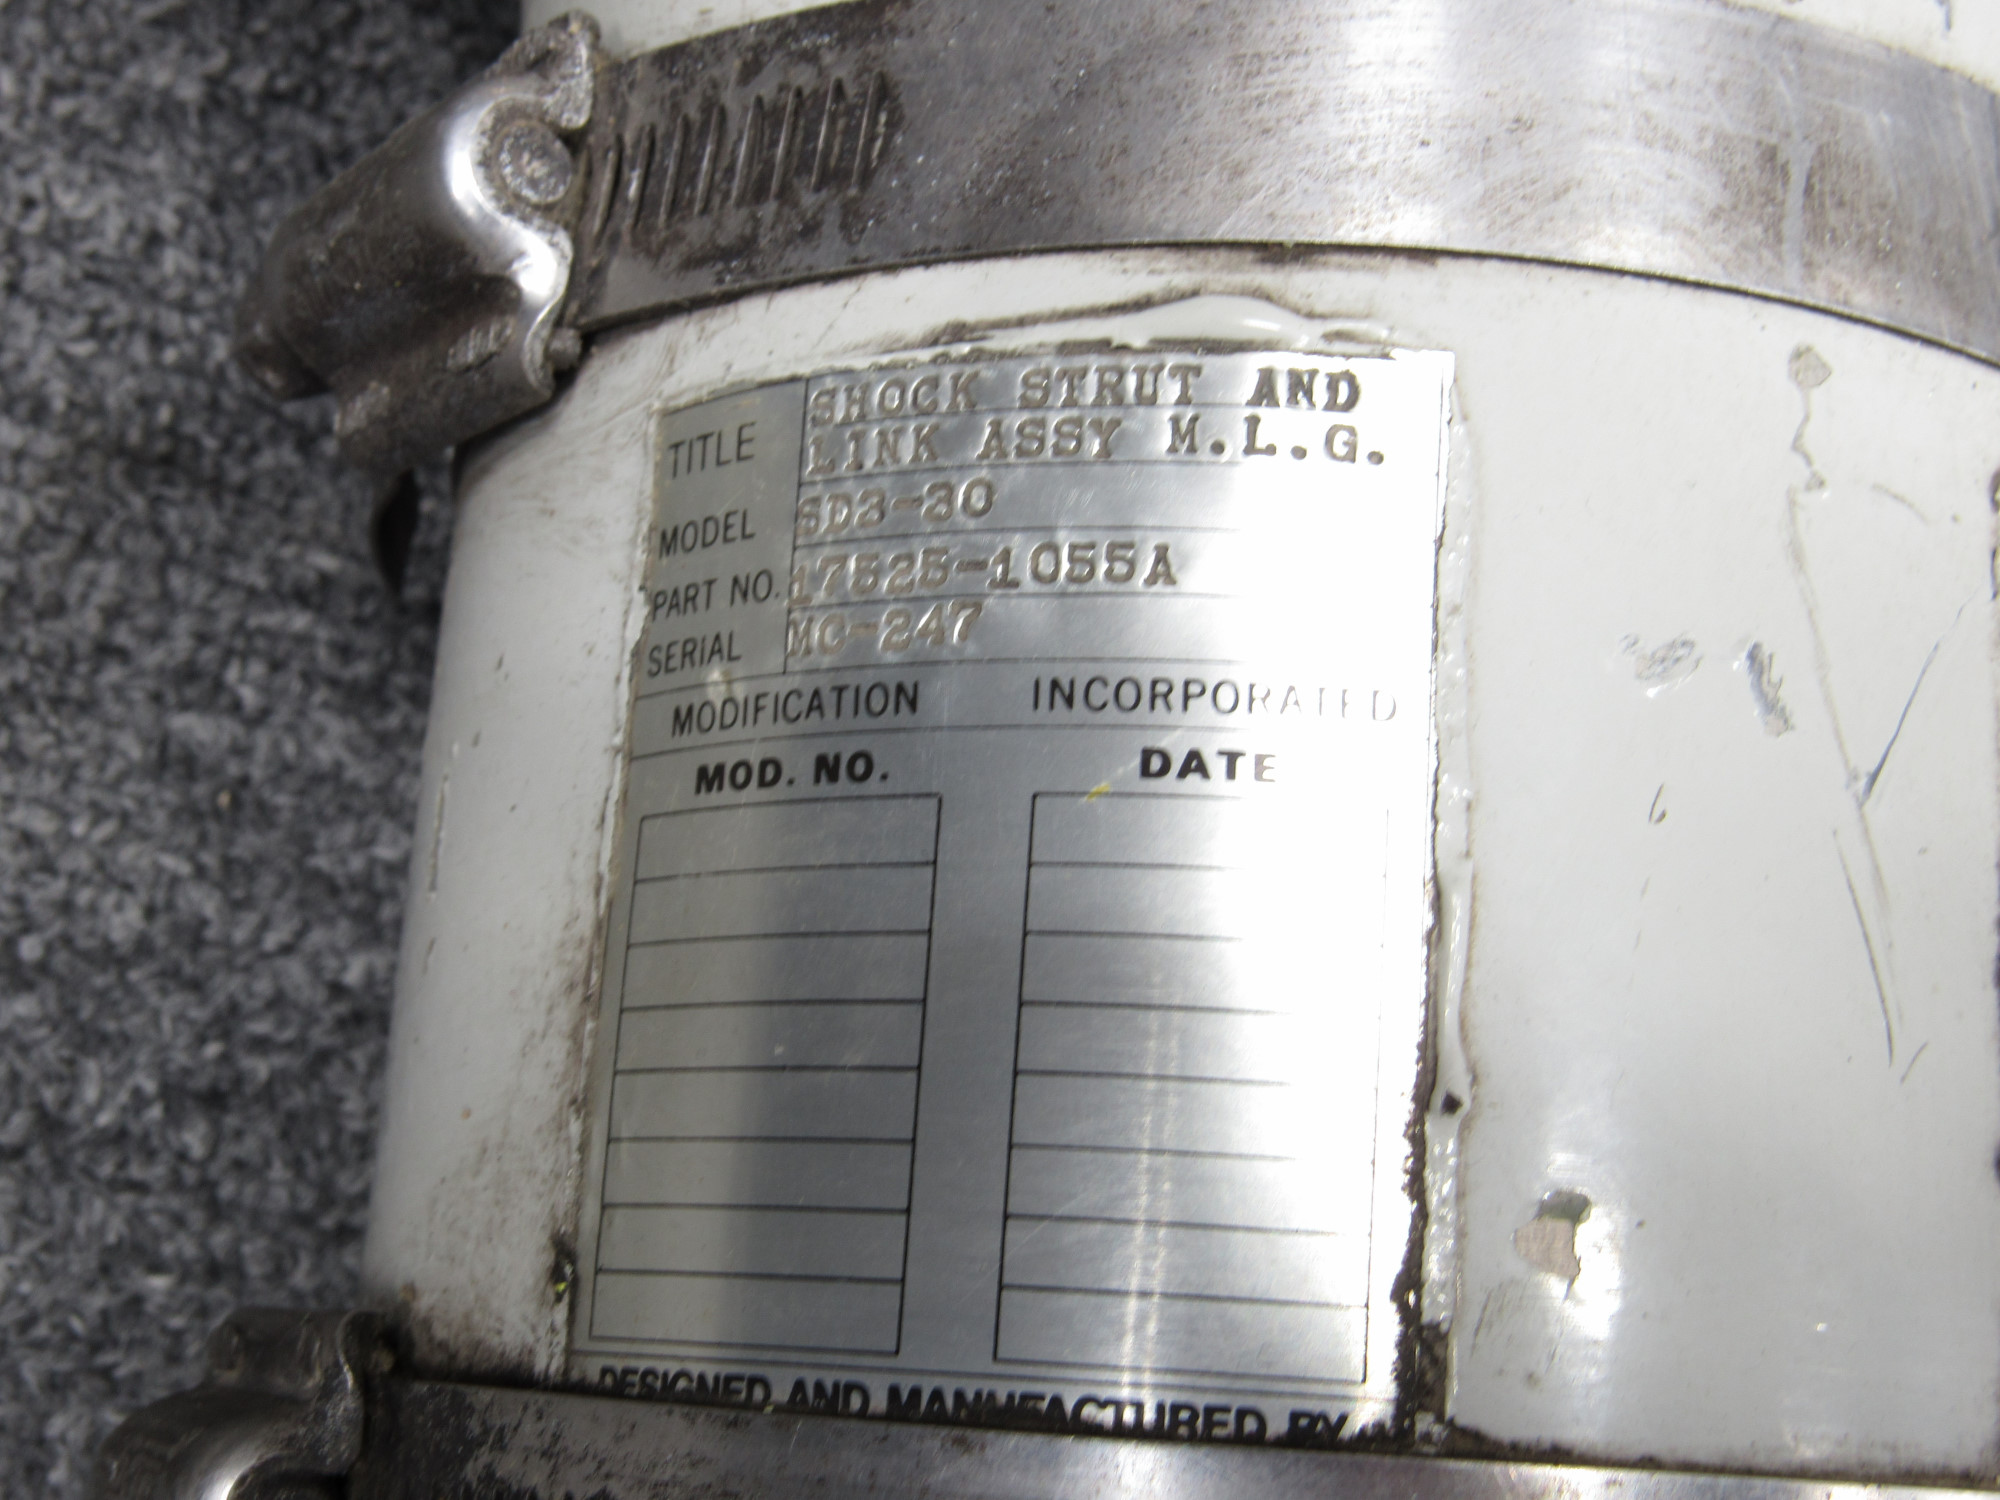 TITLE SHOCK STRUT AND
LINK ASSY M.L.G.
MODEL SD3-30
PART NO. 17525-1055A
SERIAL MC-247
MODIFICATION INCORPORATED
MOD. NO. DATE
DESIGNED AND MANUFACTURED BY